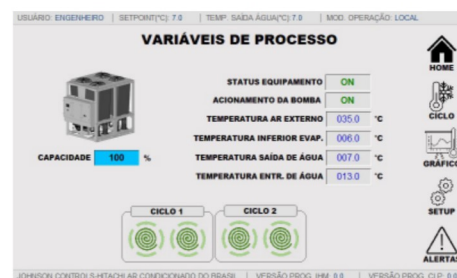 USUÁRIO: ENGENHEIRO | SETPOINT(°C): 7.0 | TEMP. SAÍDA ÁGUA(°C): 7.0 | MOD. OPERAÇÃO: LOCAL
VARIÁVEIS DE PROCESSO
HOME
STATUS EQUIPAMENTO ON
ACIONAMENTO DA BOMBA ON
CICLO
TEMPERATURA AR EXTERNO 035.0 °C
TEMPERATURA INFERIOR EVAP. 006.0 °C
CAPACIDADE 100 % TEMPERATURA SAÍDA DE ÁGUA 007.0 °C
GRÁFICO
TEMPERATURA ENTR. DE ÁGUA 013.0 °C
CICLO 1 CICLO 2
SETUP
ALERTAS
JOHNSON CONTROLS-HITACHI AR CONDICIONADO DO BRASIL | VERSÃO PROG. IHM: 0.0 | VERSÃO PROG. CLP: 0.0